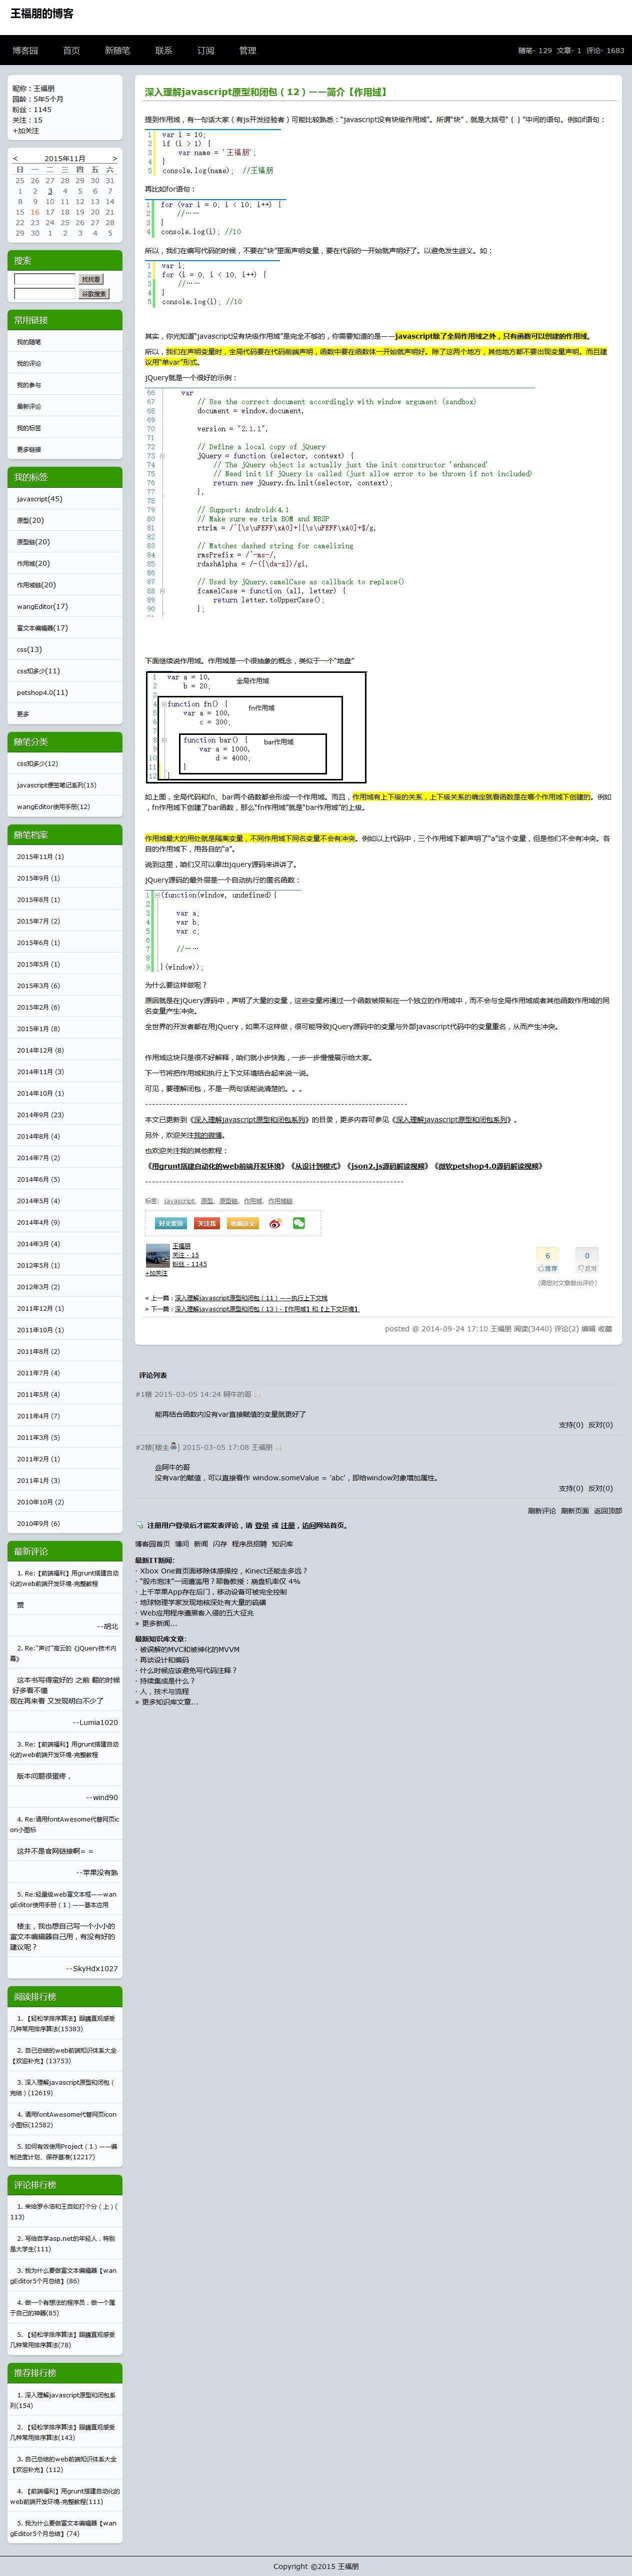 王福朋的博客
博客园 首页 新随笔 联系 订阅 管理
随笔- 129 文章- 1 评论- 1683
昵称：王福朋
园龄：5年5个月
粉丝：1145
关注：15
+加关注
< 2015年11月 >
日 一 二 三 四 五 六
25 26 27 28 29 30 31
1 2 3 4 5 6 7
8 9 10 11 12 13 14
15 16 17 18 19 20 21
22 23 24 25 26 27 28
29 30 1 2 3 4 5
搜索
找找看
谷歌搜索
常用链接
我的随笔
我的评论
我的参与
最新评论
我的标签
更多链接
我的标签
javascript(45)
原型(20)
原型链(20)
作用域(20)
作用域链(20)
wangEditor(17)
富文本编辑器(17)
css(13)
css知多少(11)
petshop4.0(11)
更多
随笔分类
css知多少(12)
javascript便签笔记系列(15)
wangEditor使用手册(12)
随笔档案
2015年11月 (1)
2015年9月 (1)
2015年8月 (1)
2015年7月 (2)
2015年6月 (1)
2015年5月 (1)
2015年3月 (6)
2015年2月 (6)
2015年1月 (8)
2014年12月 (8)
2014年11月 (3)
2014年10月 (1)
2014年9月 (23)
2014年8月 (4)
2014年7月 (2)
2014年6月 (5)
2014年5月 (4)
2014年4月 (9)
2014年3月 (4)
2012年5月 (1)
2012年3月 (2)
2011年12月 (1)
2011年10月 (1)
2011年8月 (2)
2011年7月 (4)
2011年5月 (4)
2011年4月 (7)
2011年3月 (5)
2011年2月 (1)
2011年1月 (3)
2010年10月 (2)
2010年9月 (6)
最新评论
1. Re:【前端福利】用grunt搭建自动
化的web前端开发环境-完整教程
赞
--胡北
2. Re:"声讨"高云的《jQuery技术内
幕》
这本书写得蛮好的 之前 翻的时候
好多看不懂
现在再来看 又发现明白不少了
--Lumia1020
3. Re:【前端福利】用grunt搭建自动
化的web前端开发环境-完整教程
版本问题很蛋疼，
--wind90
4. Re:请用fontAwesome代替网页ic
on小图标
这并不是官网链接啊= =
--苹果没有熟
5. Re:轻量级web富文本框——wan
gEditor使用手册（1）——基本应用
楼主，我也想自己写一个小小的
富文本编辑器自己用，有没有好的
建议呢？
--SkyHdx1027
阅读排行榜
1. 【轻松学排序算法】眼睛直观感受
几种常用排序算法(15383)
2. 自己总结的web前端知识体系大全
【欢迎补充】(13753)
3. 深入理解javascript原型和闭包（
完结）(12619)
4. 请用fontAwesome代替网页icon
小图标(12582)
5. 如何有效使用Project（1）——编
制进度计划、保存基准(12217)
评论排行榜
1. 来给罗永浩和王自如打个分（上）(
113)
2. 写给自学asp.net的年轻人，特别
是大学生(111)
3. 我为什么要做富文本编辑器【wan
gEditor5个月总结】(86)
4. 做一个有想法的程序员，做一个属
于自己的神器(85)
5. 【轻松学排序算法】眼睛直观感受
几种常用排序算法(78)
推荐排行榜
1. 深入理解javascript原型和闭包系
列(154)
2. 【轻松学排序算法】眼睛直观感受
几种常用排序算法(143)
3. 自己总结的web前端知识体系大全
【欢迎补充】(112)
4. 【前端福利】用grunt搭建自动化的
web前端开发环境-完整教程(111)
5. 我为什么要做富文本编辑器【wan
gEditor5个月总结】(74)
深入理解javascript原型和闭包（12）——简介【作用域】
提到作用域，有一句话大家（有js开发经验者）可能比较熟悉："javascript没有块级作用域"。所谓"块"，就是大括号"｛｝"中间的语句。例如if语句：
1 var i = 10;
2 if (i > 1) {
3 var name = '王福朋';
4 }
5 console.log(name); //王福朋
再比如for语句：
1 for (var i = 0; i < 10; i++) {
2 //……
3 }
4 console.log(i); //10
所以，我们在编写代码的时候，不要在"块"里面声明变量，要在代码的一开始就声明好了。以避免发生歧义。如：
1 var i;
2 for (i = 0; i < 10; i++) {
3 //……
4 }
5 console.log(i); //10
其实，你光知道"javascript没有块级作用域"是完全不够的，你需要知道的是——javascript除了全局作用域之外，只有函数可以创建的作用域。
所以，我们在声明变量时，全局代码要在代码前端声明，函数中要在函数体一开始就声明好。除了这两个地方，其他地方都不要出现变量声明。而且建
议用"单var"形式。
jQuery就是一个很好的示例：
66 var
67 // Use the correct document accordingly with window argument (sandbox)
68 document = window.document,
69
70 version = "2.1.1",
71
72 // Define a local copy of jQuery
73 jQuery = function (selector, context) {
74 // The jQuery object is actually just the init constructor 'enhanced'
75 // Need init if jQuery is called (just allow error to be thrown if not included)
76 return new jQuery.fn.init(selector, context);
77 },
78
79 // Support: Android<4.1
80 // Make sure we trim BOM and NBSP
81 rtrim = /^[\s\uFEFF\xA0]+|[\s\uFEFF\xA0]+$/g,
82
83 // Matches dashed string for camelizing
84 rmsPrefix = /^-ms-/,
85 rdashAlpha = /-([\da-z])/gi,
86
87 // Used by jQuery.camelCase as callback to replace()
88 fcamelCase = function (all, letter) {
89 return letter.toUpperCase();
90 };
下面继续说作用域。作用域是一个很抽象的概念，类似于一个"地盘"
1 var a = 10,
2 b = 20;
全局作用域
3
4 function fn() {
fn作用域
5 var a = 100,
6 c = 300;
7
8 function bar() {
bar作用域
9 var a = 1000,
10 d = 4000;
11 }
12 }
如上图，全局代码和fn、bar两个函数都会形成一个作用域。而且，作用域有上下级的关系，上下级关系的确定就看函数是在哪个作用域下创建的。例如
，fn作用域下创建了bar函数，那么"fn作用域"就是"bar作用域"的上级。
作用域最大的用处就是隔离变量，不同作用域下同名变量不会有冲突。例如以上代码中，三个作用域下都声明了"a"这个变量，但是他们不会有冲突。各
自的作用域下，用各自的"a"。
说到这里，咱们又可以拿出jquery源码来讲讲了。
jQuery源码的最外层是一个自动执行的匿名函数：
1 (function(window, undefined){
2
3 var a;
4 var b;
5 var c;
6
7 //……
8
9 }(window));
为什么要这样做呢？
原因就是在jQuery源码中，声明了大量的变量，这些变量将通过一个函数被限制在一个独立的作用域中，而不会与全局作用域或者其他函数作用域的同
名变量产生冲突。
全世界的开发者都在用jQuery，如果不这样做，很可能导致jQuery源码中的变量与外部javascript代码中的变量重名，从而产生冲突。
作用域这块只是很不好解释，咱们就小步快跑，一步一步慢慢展示给大家。
下一节将把作用域和执行上下文环境结合起来说一说。
可见，要理解闭包，不是一两句话能说清楚的。。。
---------------------------------------------------------------------------
本文已更新到《深入理解javascript原型和闭包系列》的目录，更多内容可参见《深入理解javascript原型和闭包系列》。
另外，欢迎关注我的微博。
也欢迎关注我的其他教程：
《用grunt搭建自动化的web前端开发环境》《从设计到模式》《json2.js源码解读视频》《微软petshop4.0源码解读视频》
---------------------------------------------------------------------------
标签: javascript, 原型, 原型链, 作用域, 作用域链
好文要顶 关注我 收藏该文
王福朋
关注 - 15
粉丝 - 1145
+加关注
6 推荐
0 反对
(请您对文章做出评价)
« 上一篇：深入理解javascript原型和闭包（11）——执行上下文栈
» 下一篇：深入理解javascript原型和闭包（13）-【作用域】和【上下文环境】
posted @ 2014-09-24 17:10 王福朋 阅读(3440) 评论(2) 编辑 收藏
评论列表
#1楼 2015-03-05 14:24 阿牛的哥
能再结合函数内没有var直接赋值的变量就更好了
支持(0) 反对(0)
#2楼[楼主] 2015-03-05 17:08 王福朋
@阿牛的哥
没有var的赋值，可以直接看作 window.someValue = 'abc'，即给window对象增加属性。
支持(0) 反对(0)
刷新评论 刷新页面 返回顶部
注册用户登录后才能发表评论，请 登录 或 注册，访问网站首页。
博客园首页 博问 新闻 闪存 程序员招聘 知识库
最新IT新闻:
· Xbox One首页面移除体感操控，Kinect还能走多远？
· "股市泡沫"一词遭滥用？耶鲁教授：崩盘机率仅 4%
· 上千苹果App存在后门，移动设备可被完全控制
· 地球物理学家发现地核深处有大量的硫磺
· Web应用程序遭黑客入侵的五大征兆
» 更多新闻...
最新知识库文章:
· 被误解的MVC和被神化的MVVM
· 再谈设计和编码
· 什么时候应该避免写代码注释？
· 持续集成是什么？
· 人，技术与流程
» 更多知识库文章...
Copyright ©2015 王福朋